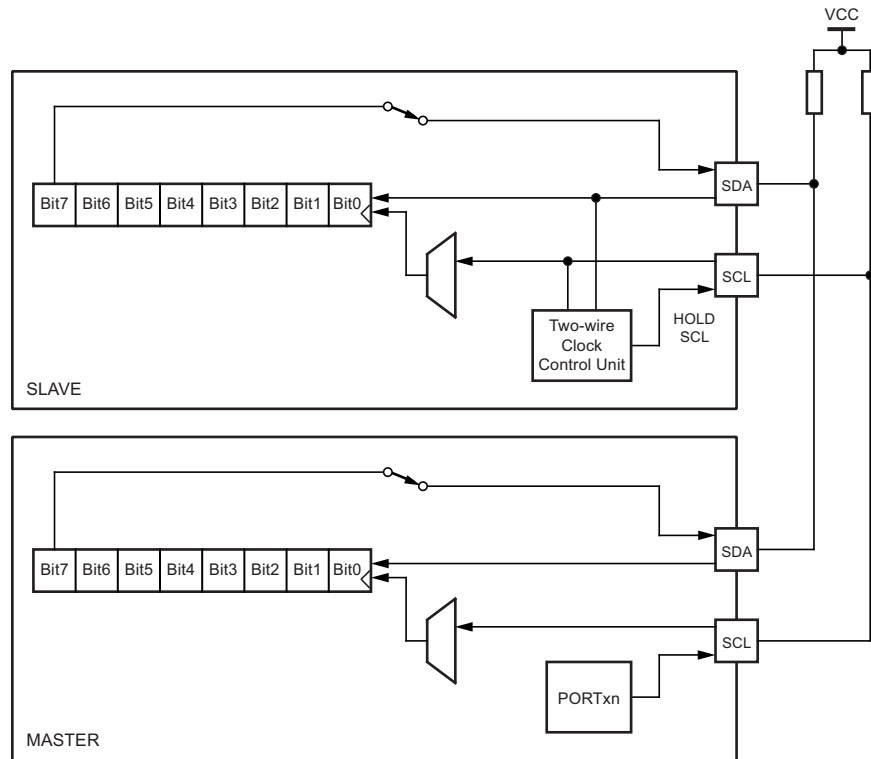 VCC
SDA
Bit7 Bit6 Bit5 Bit4 Bit3 Bit2 Bit1 Bit0
SCL
Two-wire
Clock
Control Unit
HOLD
SCL
SLAVE
SDA
Bit7 Bit6 Bit5 Bit4 Bit3 Bit2 Bit1 Bit0
SCL
PORTxn
MASTER